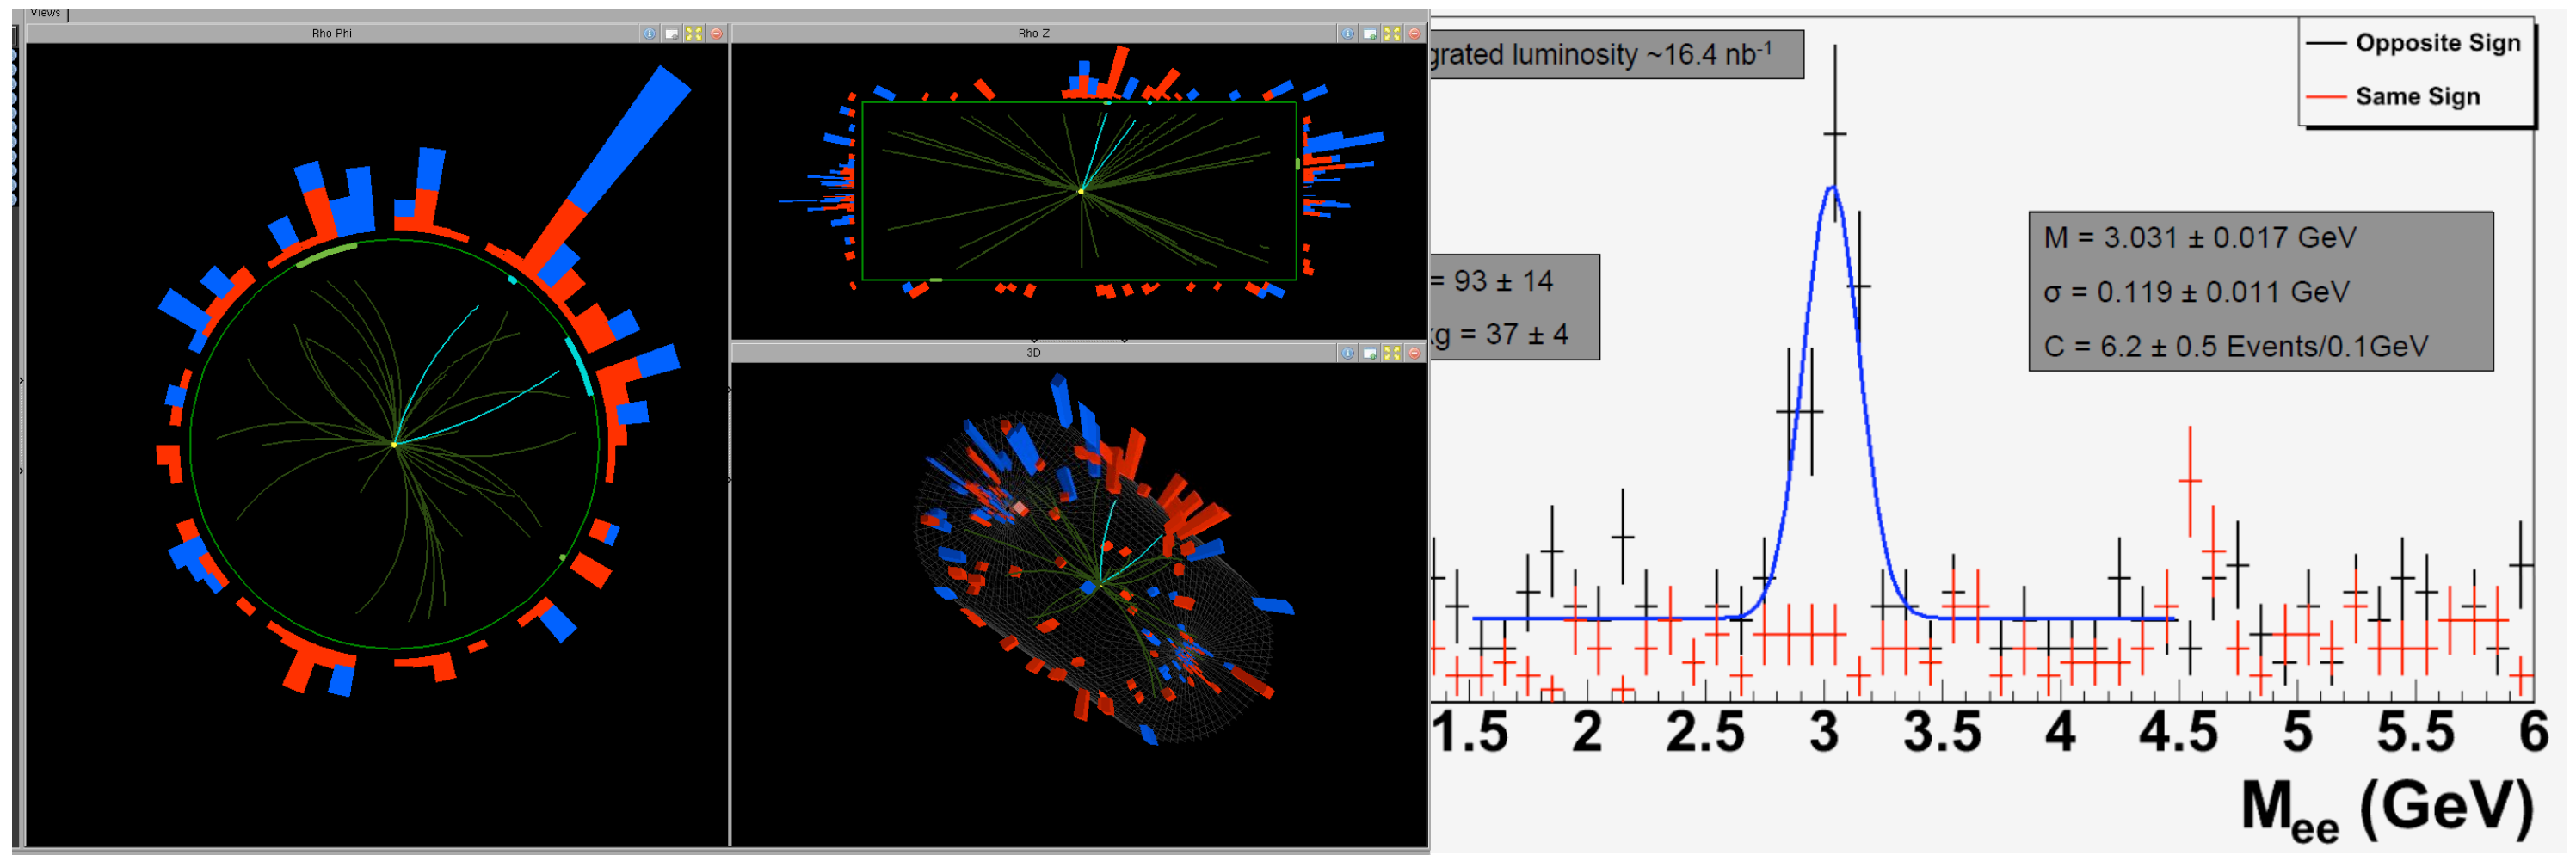 Views
Rho Phi
Rho Z
3D
grated luminosity ~16.4 nb⁻¹
Opposite Sign
Same Sign
= 93 ± 14
kg = 37 ± 4
M = 3.031 ± 0.017 GeV
σ = 0.119 ± 0.011 GeV
C = 6.2 ± 0.5 Events/0.1GeV
1.5 2 2.5 3 3.5 4 4.5 5 5.5 6
Mₑₑ (GeV)